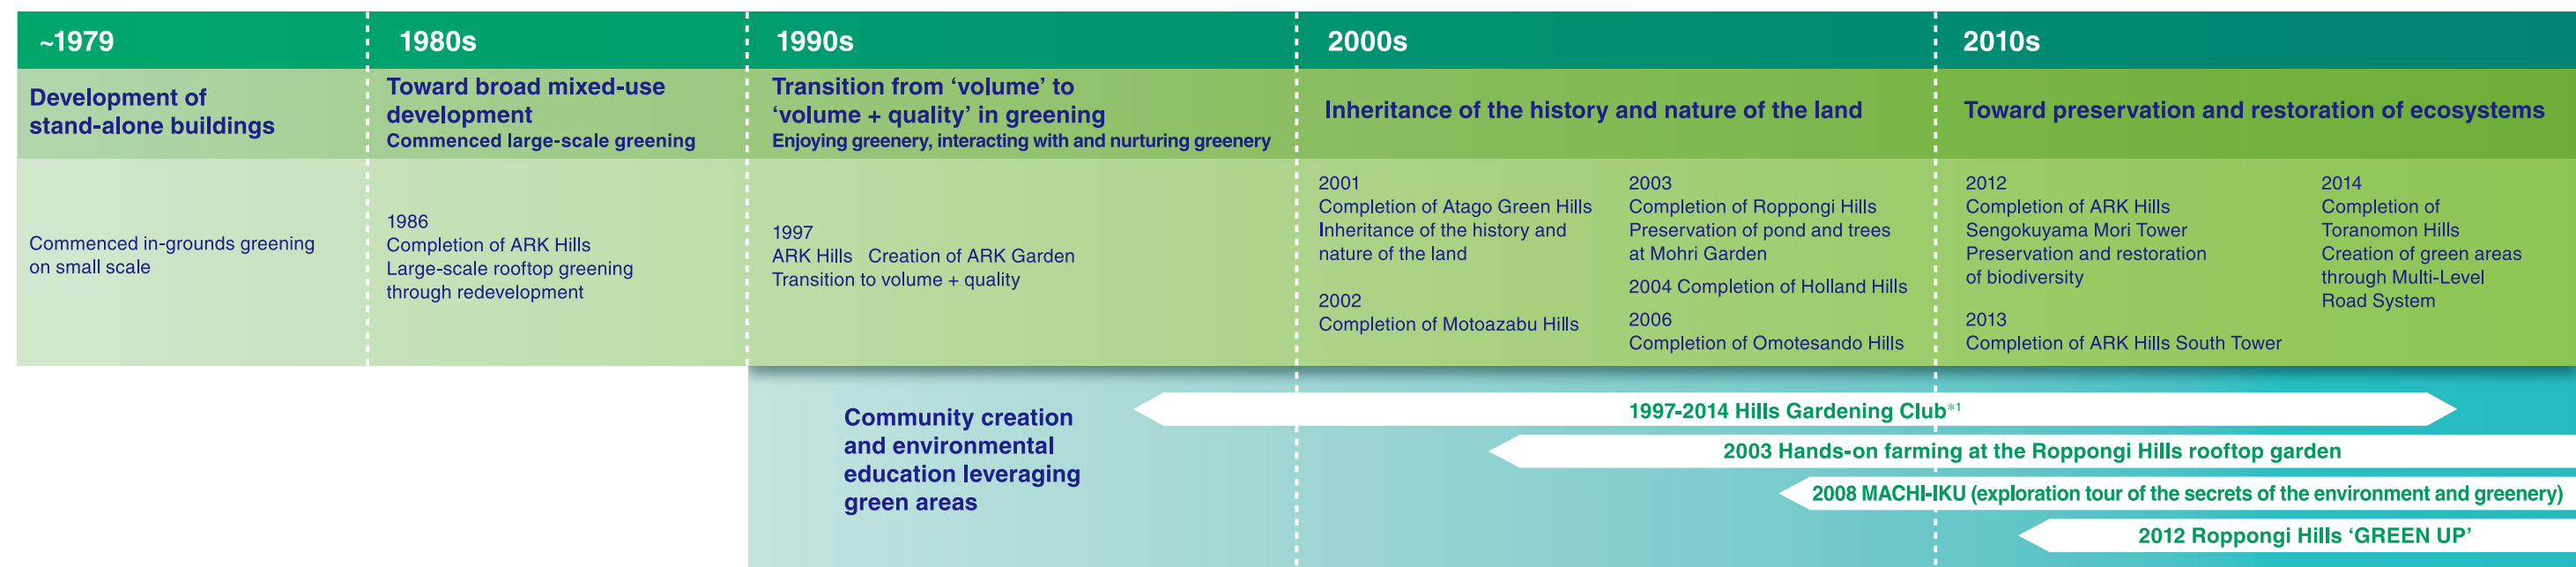 ~1979
Development of
stand-alone buildings
Commenced in-grounds greening
on small scale
1980s
Toward broad mixed-use
development
Commenced large-scale greening
1986
Completion of ARK Hills
Large-scale rooftop greening
through redevelopment
1990s
Transition from ‘volume’ to
‘volume + quality’ in greening
Enjoying greenery, interacting with and nurturing greenery
1997
ARK Hills Creation of ARK Garden
Transition to volume + quality
2000s
Inheritance of the history and nature of the land
2001
Completion of Atago Green Hills
Inheritance of the history and
nature of the land
2002
Completion of Motoazabu Hills
2003
Completion of Roppongi Hills
Preservation of pond and trees
at Mohri Garden
2004 Completion of Holland Hills
2006
Completion of Omotesando Hills
2010s
Toward preservation and restoration of ecosystems
2012
Completion of ARK Hills
Sengokuyama Mori Tower
Preservation and restoration
of biodiversity
2013
Completion of ARK Hills South Tower
2014
Completion of
Toranomon Hills
Creation of green areas
through Multi-Level
Road System
Community creation
and environmental
education leveraging
green areas
1997-2014 Hills Gardening Club*1
2003 Hands-on farming at the Roppongi Hills rooftop garden
2008 MACHI-IKU (exploration tour of the secrets of the environment and greenery)
2012 Roppongi Hills ‘GREEN UP’